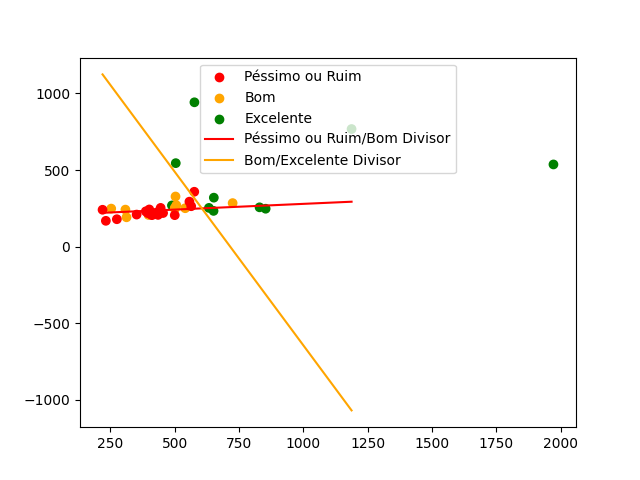 Péssimo ou Ruim
Bom
Excelente
Péssimo ou Ruim/Bom Divisor
Bom/Excelente Divisor
1000
500
0
−500
−1000
250 500 750 1000 1250 1500 1750 2000